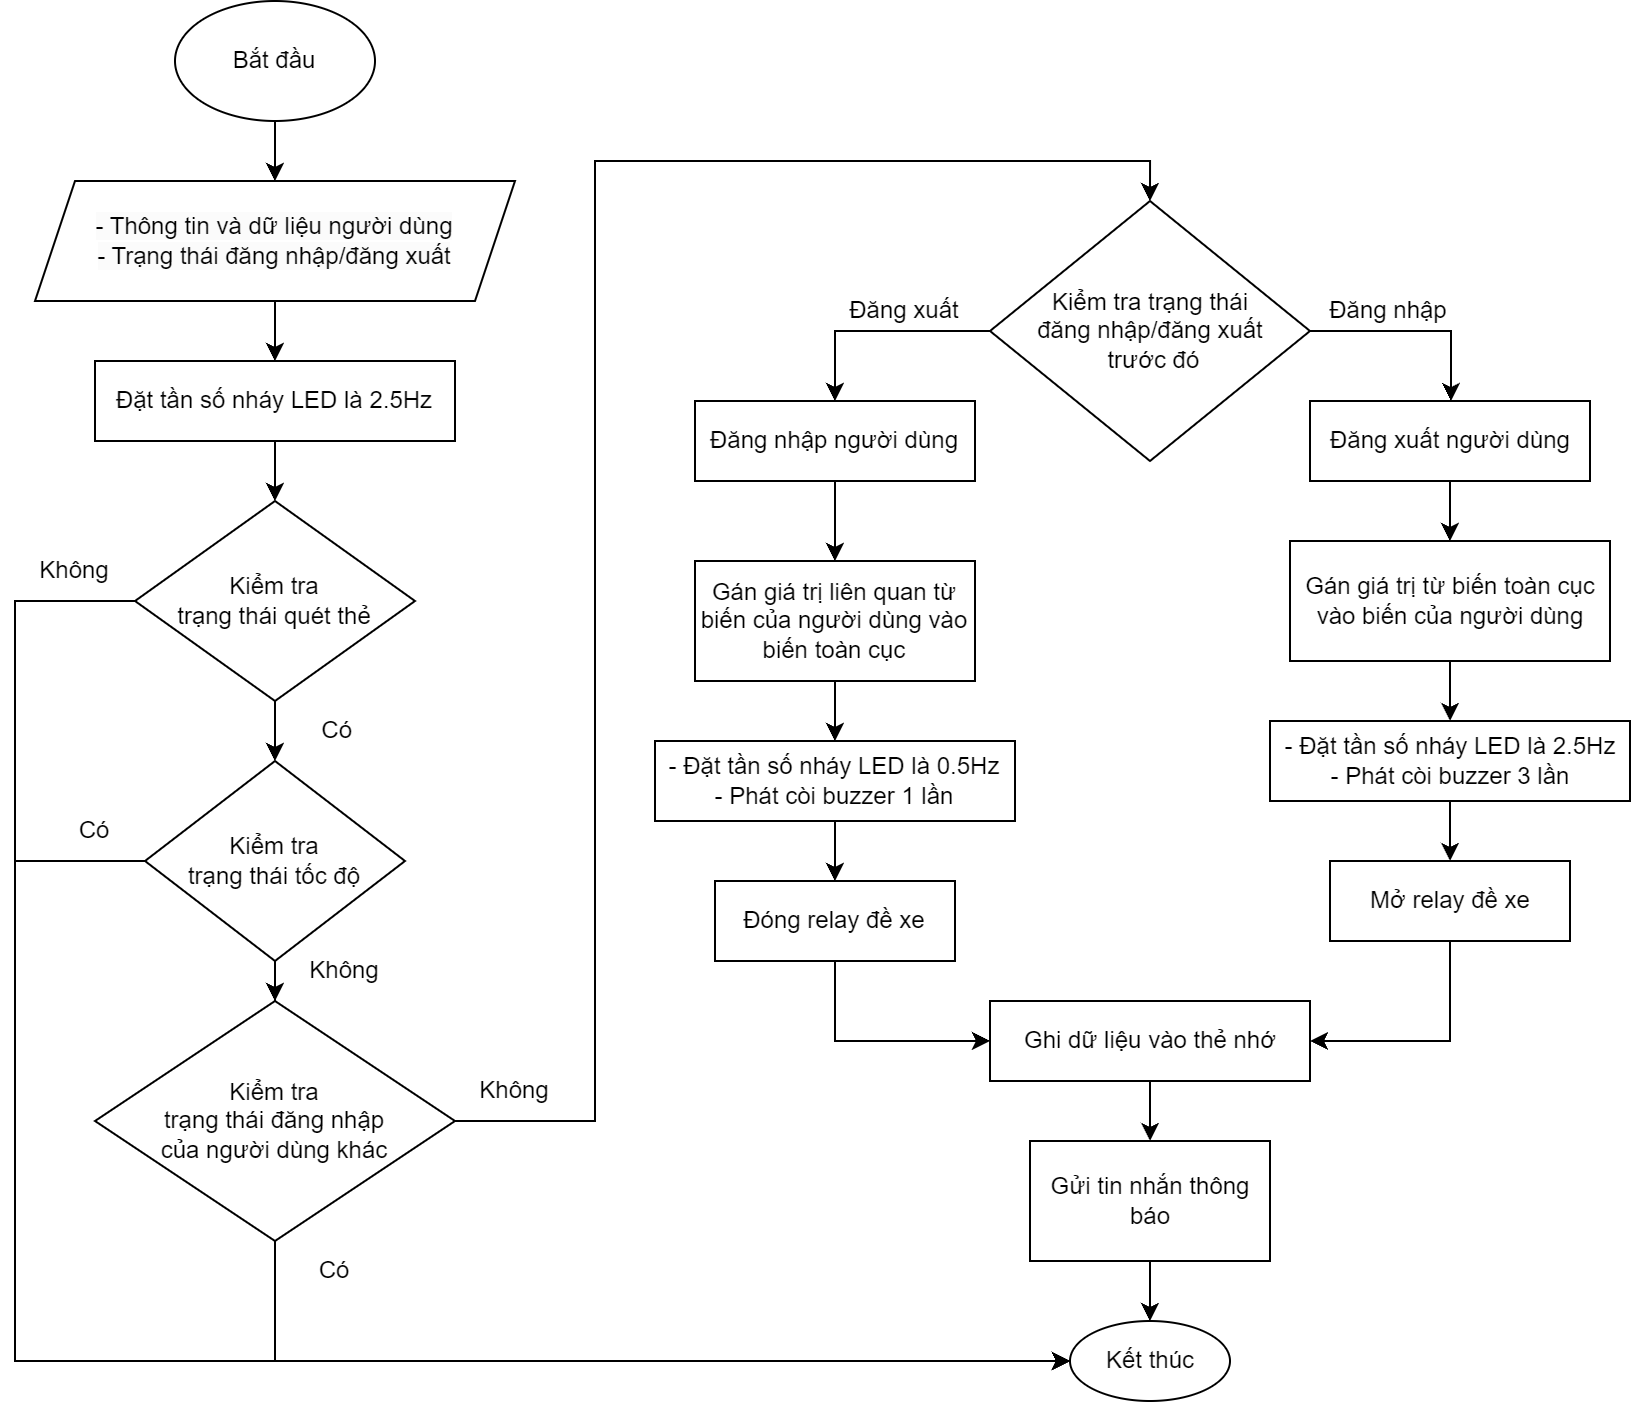 Bắt đầu
- Thông tin và dữ liệu người dùng
- Trạng thái đăng nhập/đăng xuất
Đặt tần số nháy LED là 2.5Hz
Không
Kiểm tra
trạng thái quét thẻ
Có
Có
Kiểm tra
trạng thái tốc độ
Không
Kiểm tra
trạng thái đăng nhập
của người dùng khác
Không
Có
Kiểm tra trạng thái
đăng nhập/đăng xuất
trước đó
Đăng xuất
Đăng nhập
Đăng nhập người dùng
Gán giá trị liên quan từ
biến của người dùng vào
biến toàn cục
- Đặt tần số nháy LED là 0.5Hz
- Phát còi buzzer 1 lần
Đóng relay đề xe
Đăng xuất người dùng
Gán giá trị từ biến toàn cục
vào biến của người dùng
- Đặt tần số nháy LED là 2.5Hz
- Phát còi buzzer 3 lần
Mở relay đề xe
Ghi dữ liệu vào thẻ nhớ
Gửi tin nhắn thông
báo
Kết thúc